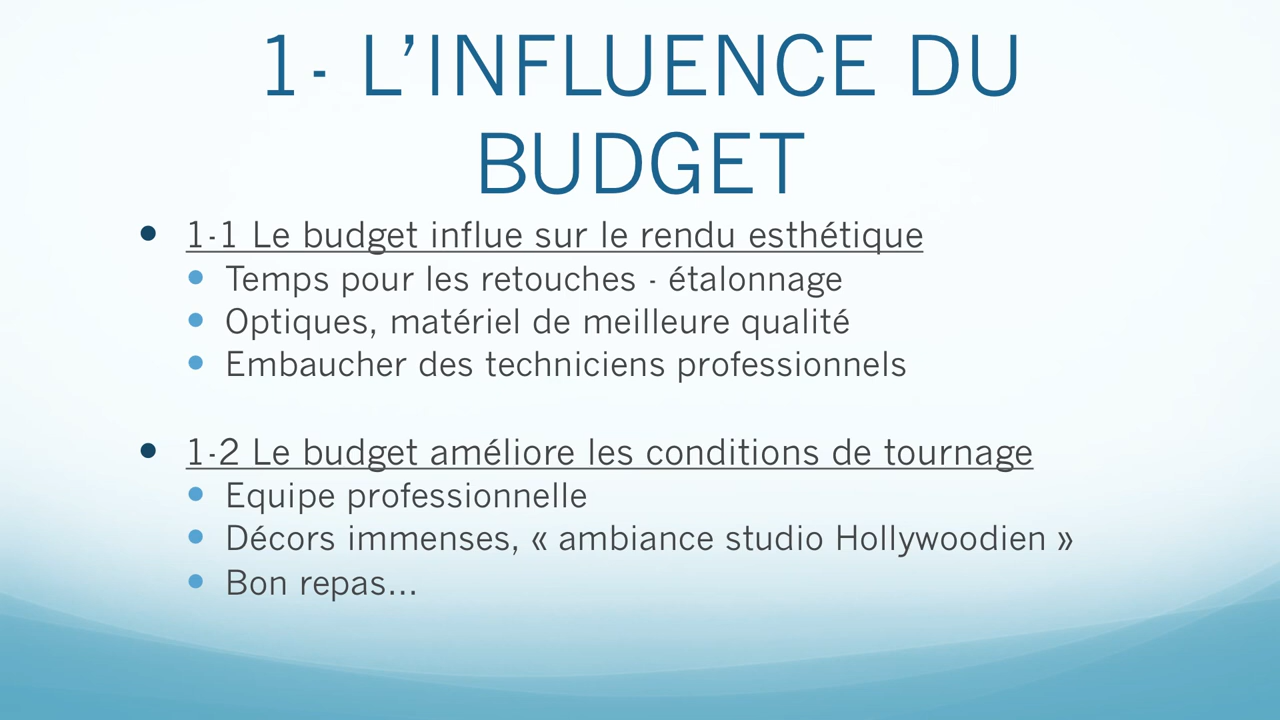 1- L’INFLUENCE DU
BUDGET
• 1-1 Le budget influe sur le rendu esthétique
• Temps pour les retouches - étalonnage
• Optiques, matériel de meilleure qualité
• Embaucher des techniciens professionnels
• 1-2 Le budget améliore les conditions de tournage
• Equipe professionnelle
• Décors immenses, « ambiance studio Hollywoodien »
• Bon repas...